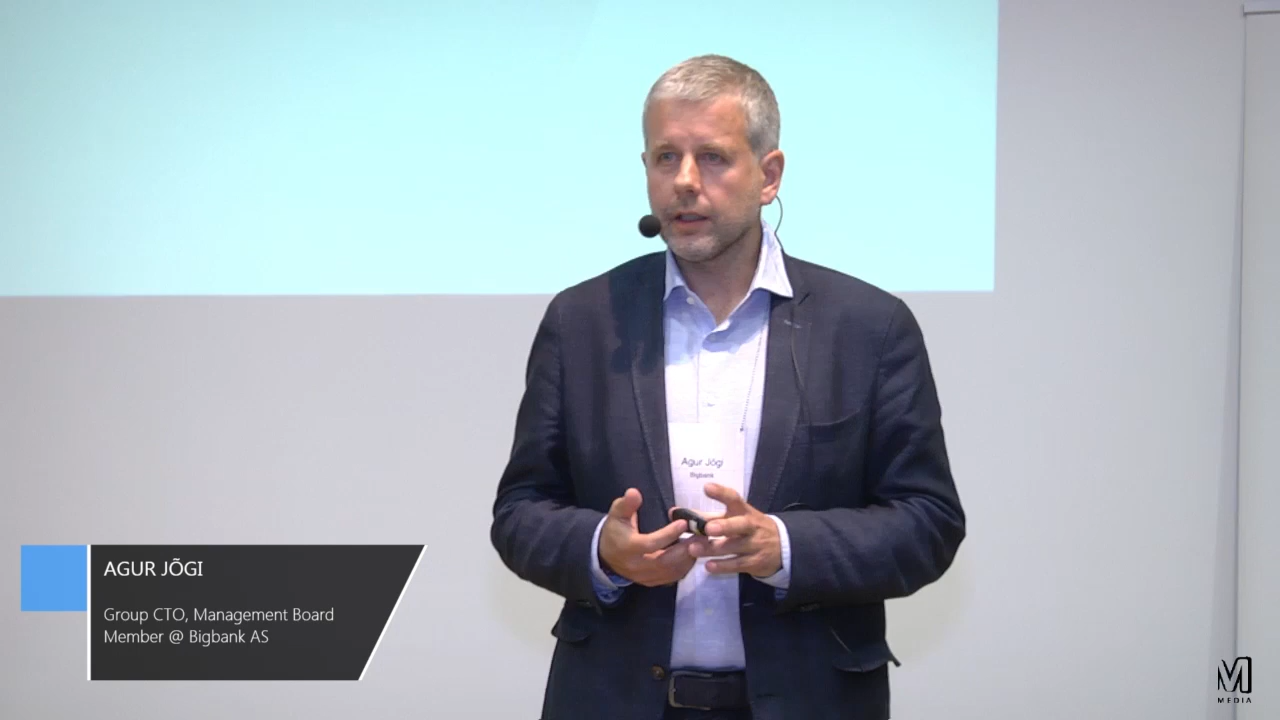 Agur Jõgi
Bigbank
AGUR JÕGI
Group CTO, Management Board
Member @ Bigbank AS
M
MEDIA